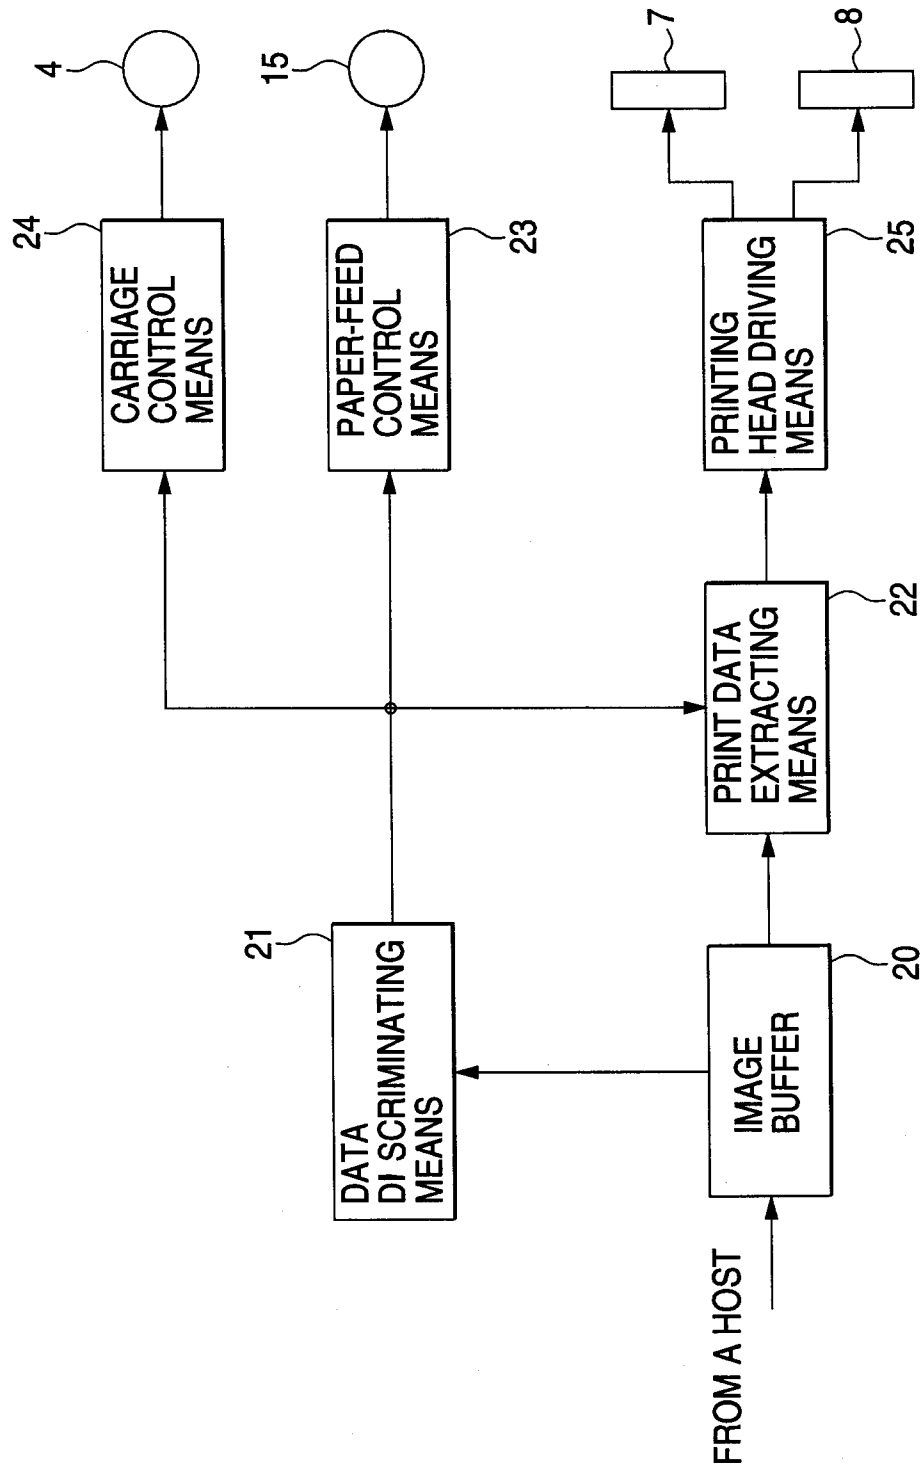 4
24
CARRIAGE
CONTROL
MEANS
15
23
PAPER-FEED
CONTROL
MEANS
21
DATA
DI SCRIMINATING
MEANS
7
8
25
PRINTING
HEAD DRIVING
MEANS
22
PRINT DATA
EXTRACTING
MEANS
20
IMAGE
BUFFER
FROM A HOST